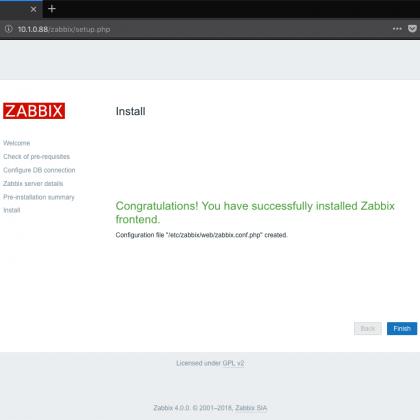 10.1.0.88/zabbix/setup.php
ZABBIX
Install
Welcome
Check of pre-requisites
Configure DB connection
Zabbix server details
Pre-installation summary
Install
Congratulations! You have successfully installed Zabbix
frontend.
Configuration file "/etc/zabbix/web/zabbix.conf.php" created.
Back
Finish
Licensed under GPL v2
Zabbix 4.0.0. © 2001–2018, Zabbix SIA